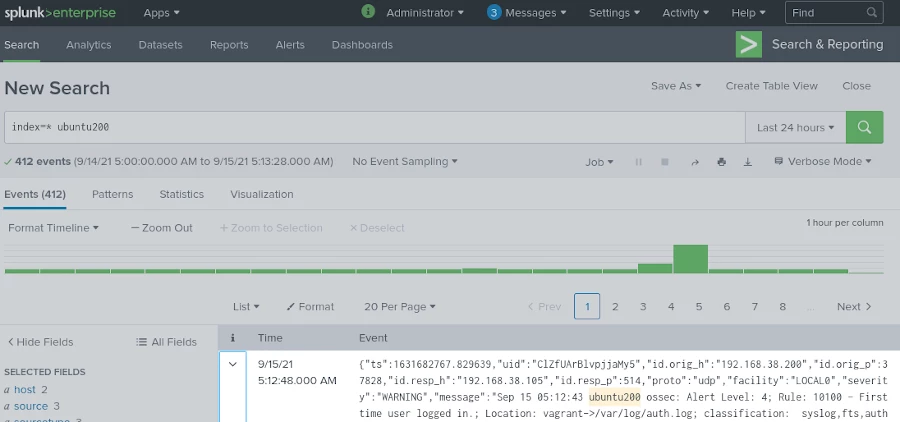 splunk>enterprise Apps Administrator 3 Messages Settings Activity Help Find
Search Analytics Datasets Reports Alerts Dashboards Search & Reporting
New Search Save As Create Table View Close
index=* ubuntu200 Last 24 hours
412 events (9/14/21 5:00:00.000 AM to 9/15/21 5:13:28.000 AM) No Event Sampling Job Verbose Mode
Events (412) Patterns Statistics Visualization
Format Timeline — Zoom Out + Zoom to Selection × Deselect 1 hour per column
List Format 20 Per Page < Prev 1 2 3 4 5 6 7 8 ... Next >
< Hide Fields All Fields i Time Event
SELECTED FIELDS
a host 2
a source 3
a sourcetype 3
9/15/21
5:12:48.000 AM
{"ts":1631682767.829639,"uid":"ClZfUArBlvpjjaMy5","id.orig_h":"192.168.38.200","id.orig_p":3
7828,"id.resp_h":"192.168.38.105","id.resp_p":514,"proto":"udp","facility":"LOCAL0","severit
y":"WARNING","message":"Sep 15 05:12:43 ubuntu200 ossec: Alert Level: 4; Rule: 10100 - First
time user logged in.; Location: vagrant->/var/log/auth.log; classification: syslog,fts,auth